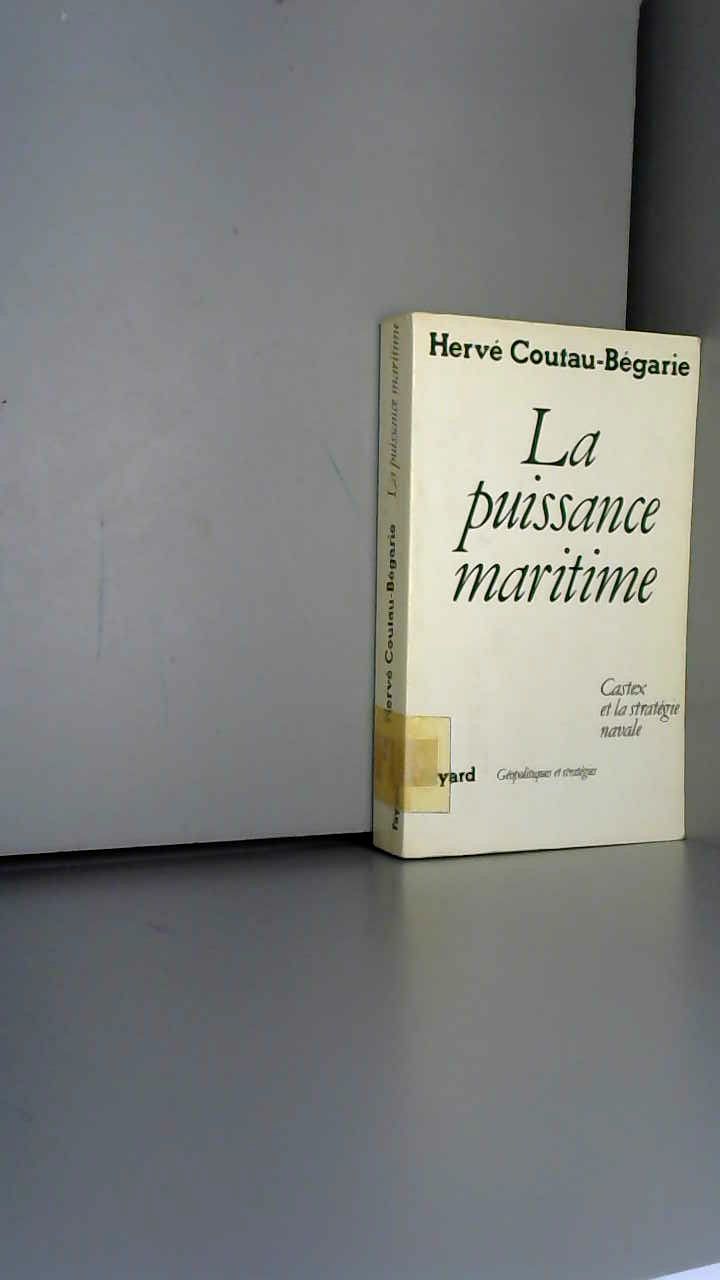 Hervé Coutau-Bégarie
La
puissance
maritime
Castex
et la stratégie
navale
yard
Géopolitiques et stratégies
La puissance maritime
Hervé Coutau-Bégarie
fay